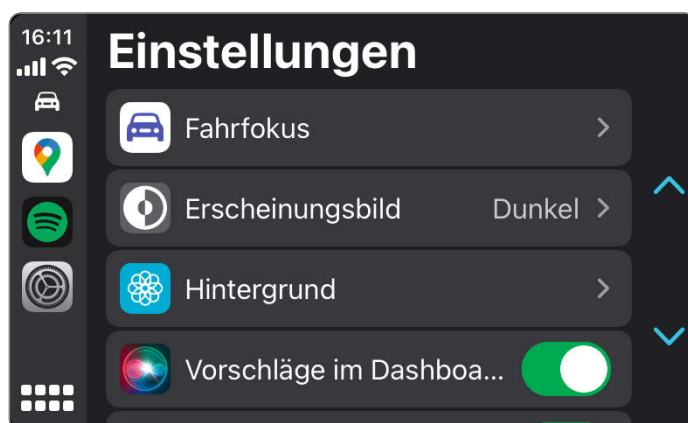 16:11
Einstellungen
Fahrfokus
Erscheinungsbild Dunkel
Hintergrund
Vorschläge im Dashboa...